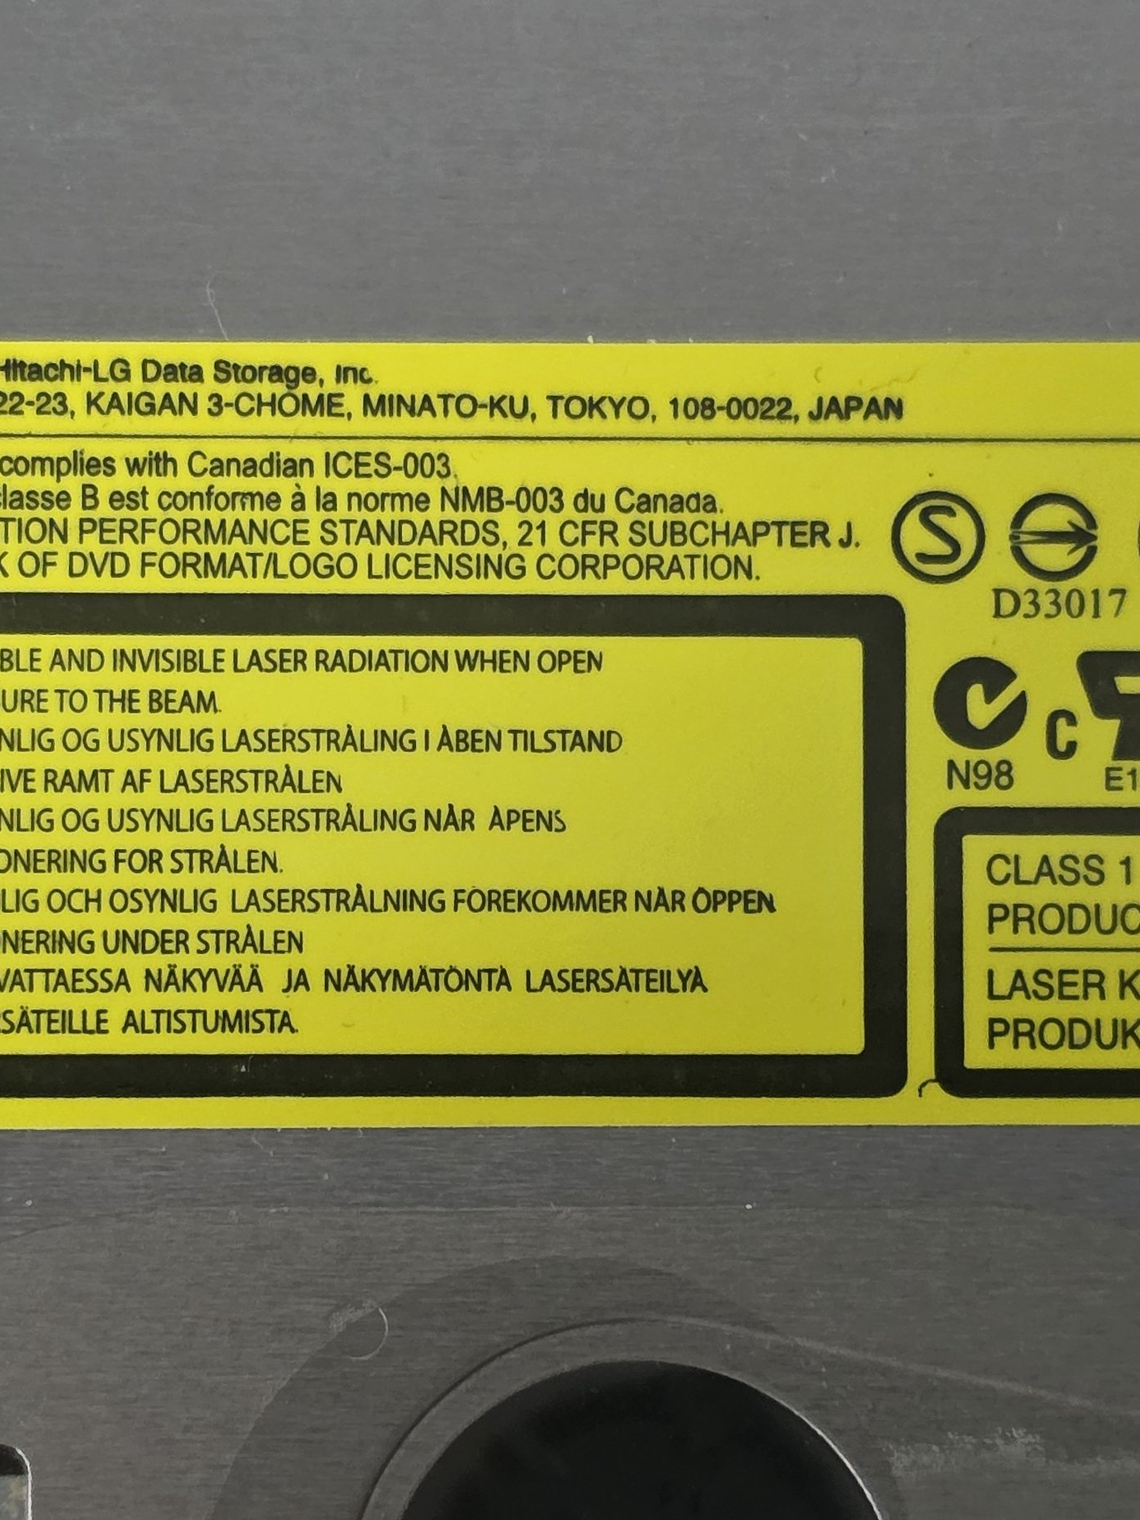 Hitachi-LG Data Storage, Inc.
22-23, KAIGAN 3-CHOME, MINATO-KU, TOKYO, 108-0022, JAPAN
complies with Canadian ICES-003.
classe B est conforme à la norme NMB-003 du Canada.
TION PERFORMANCE STANDARDS, 21 CFR SUBCHAPTER J.
K OF DVD FORMAT/LOGO LICENSING CORPORATION.
S
D33017
BLE AND INVISIBLE LASER RADIATION WHEN OPEN
URE TO THE BEAM.
NLIG OG USYNLIG LASERSTRÅLING I ÅBEN TILSTAND
IVE RAMT AF LASERSTRÅLEN
NLIG OG USYNLIG LASERSTRÅLING NÅR ÅPENS
ONERING FOR STRÅLEN.
LIG OCH OSYNLIG LASERSTRÅLNING FÖREKOMMER NÄR ÖPPEN
NERING UNDER STRÅLEN
VATTAESSA NÄKYVÄÄ JA NÄKYMÄTÖNTÄ LASERSÄTEILYÄ
SÄTEILLE ALTISTUMISTA.
N98
C
E1
CLASS 1
PRODUC
LASER K
PRODUK